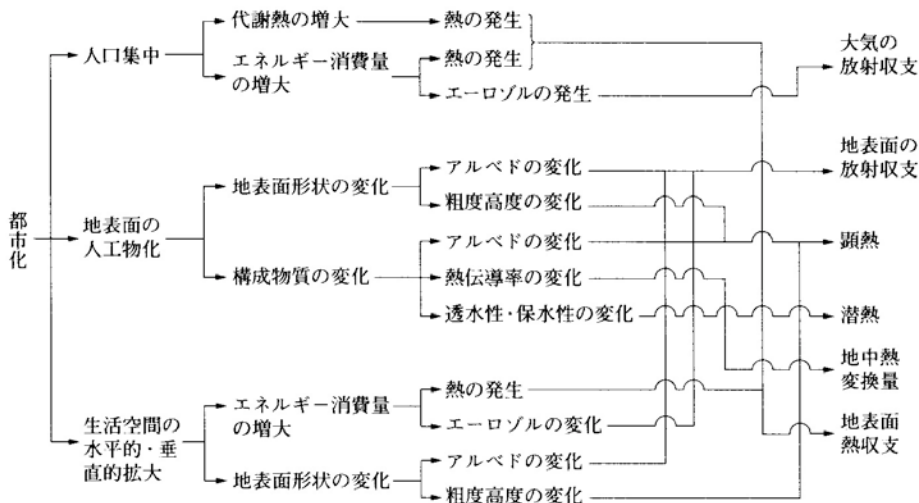 都市化
人口集中
代謝熱の増大
熱の発生
エネルギー消費量
の増大
熱の発生
エーロゾルの発生
大気の
放射収支
地表面の
人工物化
地表面形状の変化
アルベドの変化
粗度高度の変化
地表面の
放射収支
構成物質の変化
アルベドの変化
熱伝導率の変化
透水性・保水性の変化
顕熱
潜熱
地中熱
変換量
生活空間の
水平的・垂
直的拡大
エネルギー消費量
の増大
熱の発生
エーロゾルの変化
地表面
熱収支
地表面形状の変化
アルベドの変化
粗度高度の変化